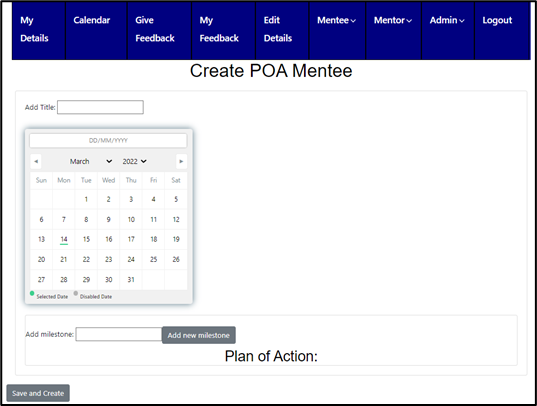 My Details
Calendar
Give Feedback
My Feedback
Edit Details
Mentee
Mentor
Admin
Logout
Create POA Mentee
Add Title:
DD/MM/YYYY
March 2022
Sun Mon Tue Wed Thu Fri Sat
1 2 3 4 5
6 7 8 9 10 11 12
13 14 15 16 17 18 19
20 21 22 23 24 25 26
27 28 29 30 31
Selected Date Disabled Date
Add milestone: Add new milestone
Plan of Action:
Save and Create